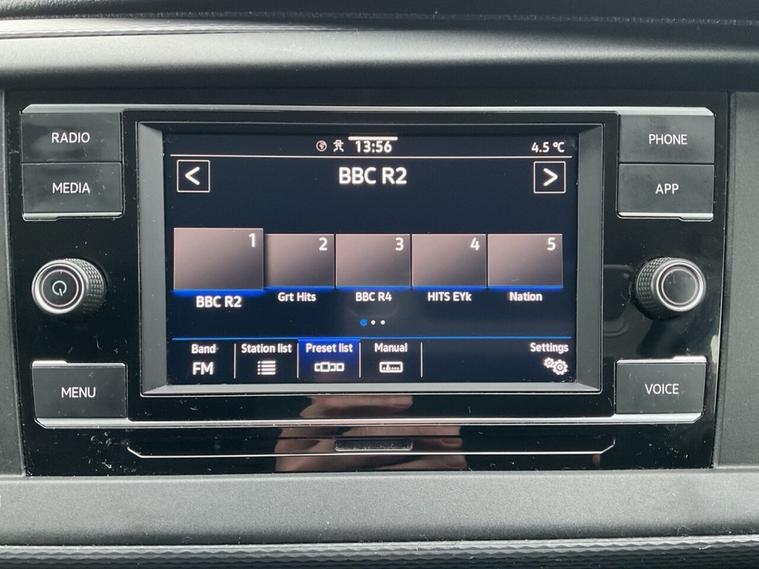 RADIO
MEDIA
MENU
13:56
4.5 °C
< BBC R2 >
1 2 3 4 5
BBC R2 Grt Hits BBC R4 HITS EYk Nation
Band Station list Preset list Manual Settings
FM
PHONE
APP
VOICE